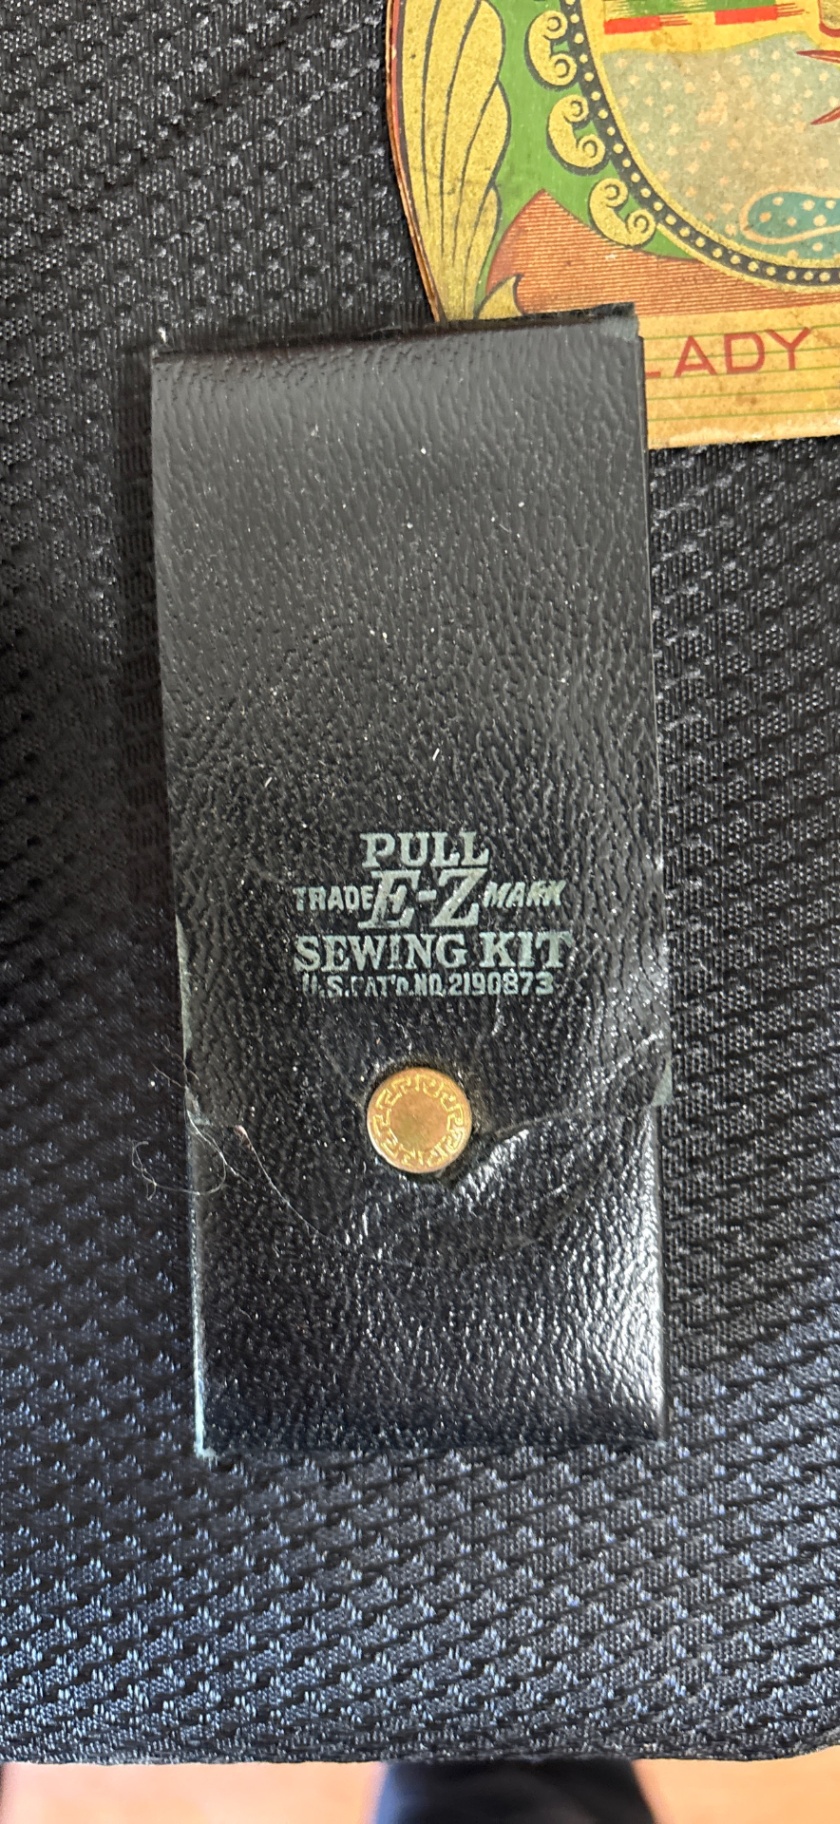 LADY
PULL
TRADE E-Z MARK
SEWING KIT
U.S. PAT'D. NO. 2190873